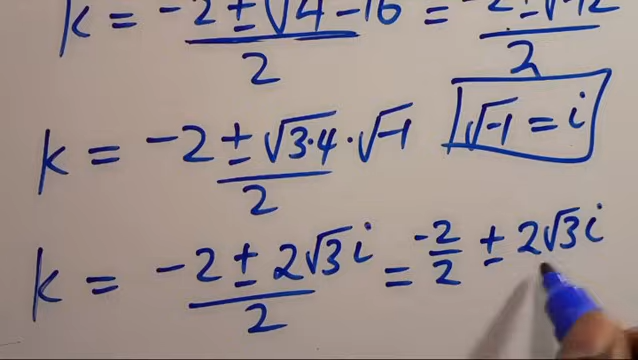 k = -2 ± √4-16 / 2 = -2 ± √-12 / 2
k = -2 ± √3·4 · √-1 / 2 √-1 = i
k = -2 ± 2√3 i / 2 = -2/2 ± 2√3 i